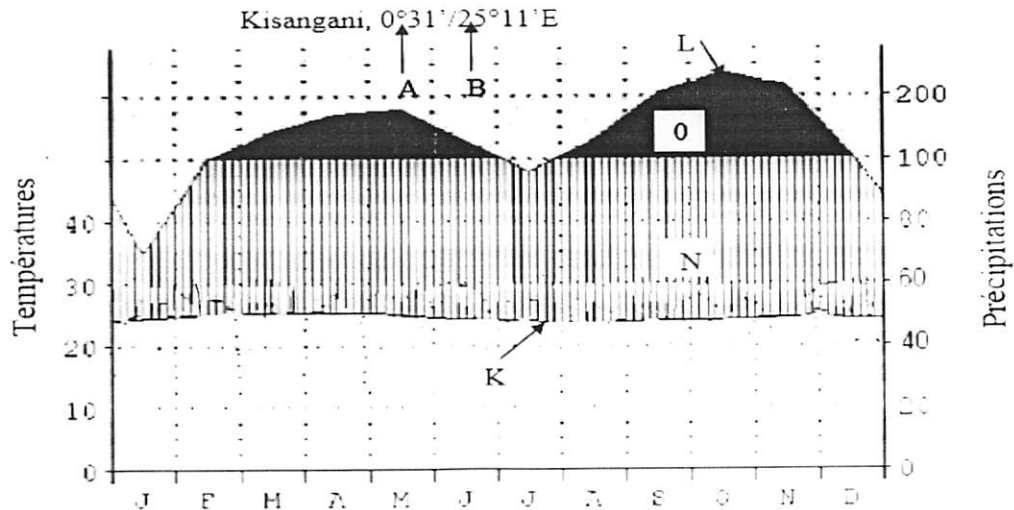 Kisangani, 0°31'/25°11'E
A B
L
200
0
100
Températures
40
80
Précipitations
N
30
60
20
40
K
10
20
0
0
J F M A M J J A S O N D